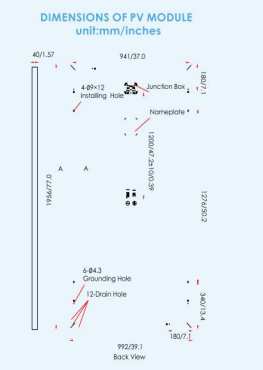 DIMENSIONS OF PV MODULE
unit:mm/inches
40/1.57
941/37.0
180/7.1
4-Ø9×12
Installing Hole
Junction Box
Nameplate
1200/47.2±10/0.39
A
A
1956/77.0
1276/50.2
6-Ø4.3
Grounding Hole
12-Drain Hole
340/13.4
180/7.
992/39.1
Back View